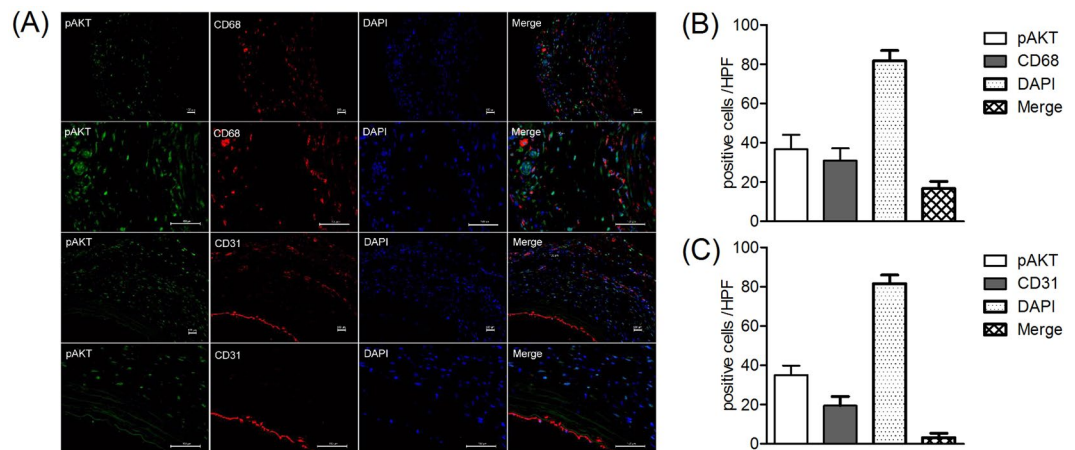 (A)
pAKT CD68 DAPI Merge
pAKT CD68 DAPI Merge
pAKT CD31 DAPI Merge
pAKT CD31 DAPI Merge
(B)
positive cells /HPF
100
80
60
40
20
0
pAKT
CD68
DAPI
Merge
(C)
positive cells /HPF
100
80
60
40
20
0
pAKT
CD31
DAPI
Merge